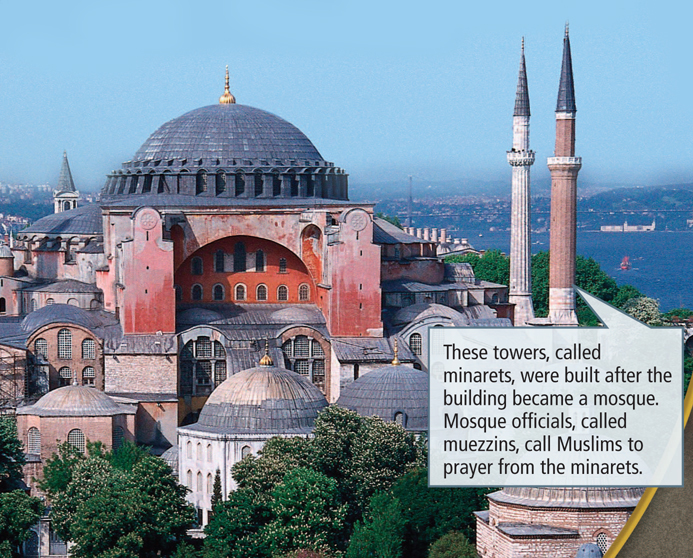 These towers, called
minarets, were built after the
building became a mosque.
Mosque officials, called
muezzins, call Muslims to
prayer from the minarets.